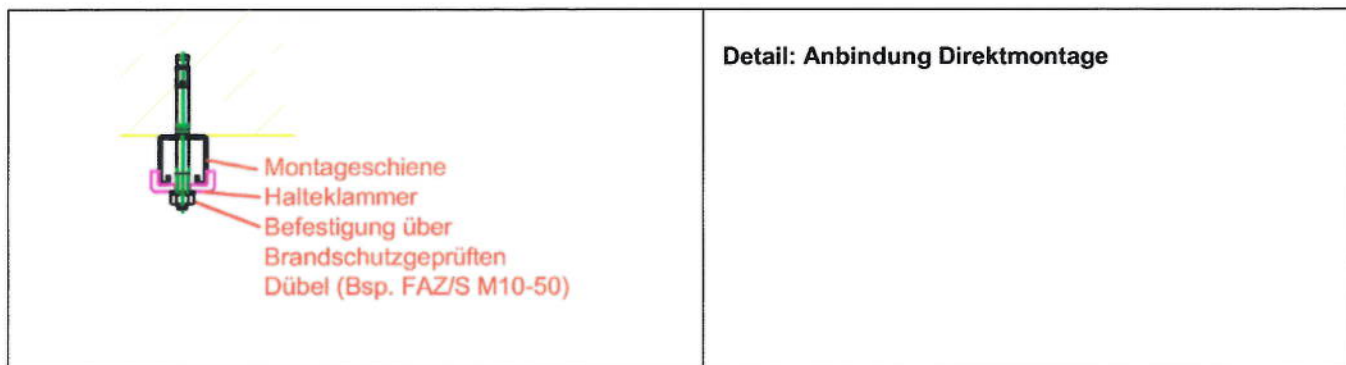 Montageschiene
Halteklammer
Befestigung über
Brandschutzgeprüften
Dübel (Bsp. FAZ/S M10-50)
Detail: Anbindung Direktmontage